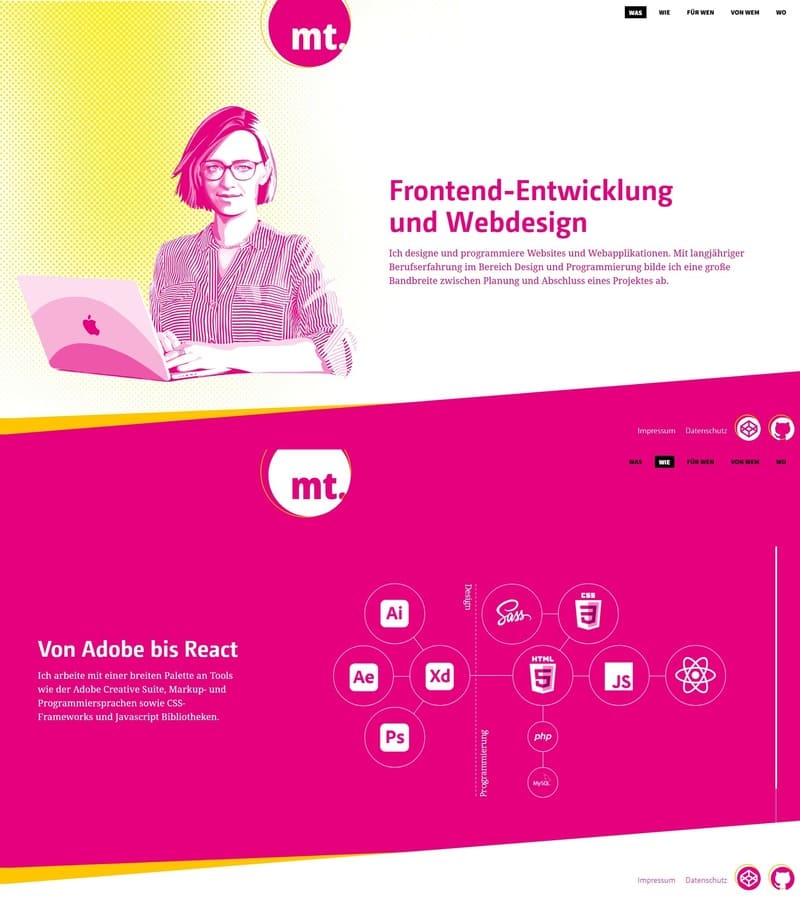 mt.
WAS WIE FÜR WEN VON WEM WO
Frontend-Entwicklung
und Webdesign
Ich designe und programmiere Websites und Webapplikationen. Mit langjähriger
Berufserfahrung im Bereich Design und Programmierung bilde ich eine große
Bandbreite zwischen Planung und Abschluss eines Projektes ab.
Impressum Datenschutz
mt.
WAS WIE FÜR WEN VON WEM WO
Von Adobe bis React
Ich arbeite mit einer breiten Palette an Tools
wie der Adobe Creative Suite, Markup- und
Programmiersprachen sowie CSS-
Frameworks und Javascript Bibliotheken.
Design
Ai
Sass
CSS
3
Ae
Xd
HTML
5
JS
Ps
Programmierung
php
MySQL
Impressum Datenschutz